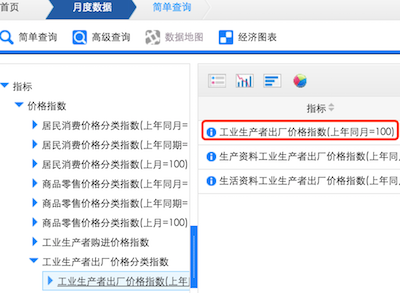 首页 月度数据 简单查询
简单查询 高级查询 数据地图 经济图表
指标
价格指数
居民消费价格分类指数(上年同月=
居民消费价格分类指数(上年同期=
居民消费价格分类指数(上月=100)
商品零售价格分类指数(上年同月=
商品零售价格分类指数(上年同期=
商品零售价格分类指数(上月=100)
工业生产者购进价格指数
工业生产者出厂价格分类指数
工业生产者出厂价格指数(上年
指标
工业生产者出厂价格指数(上年同月=100)
生产资料工业生产者出厂价格指数(上年同月
生活资料工业生产者出厂价格指数(上年同月